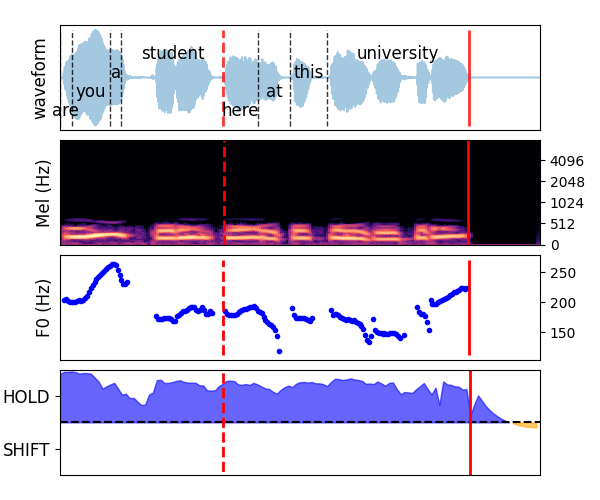 waveform
are you a student here at this university
Mel (Hz)
4096
2048
1024
512
0
F0 (Hz)
250
200
150
HOLD
SHIFT